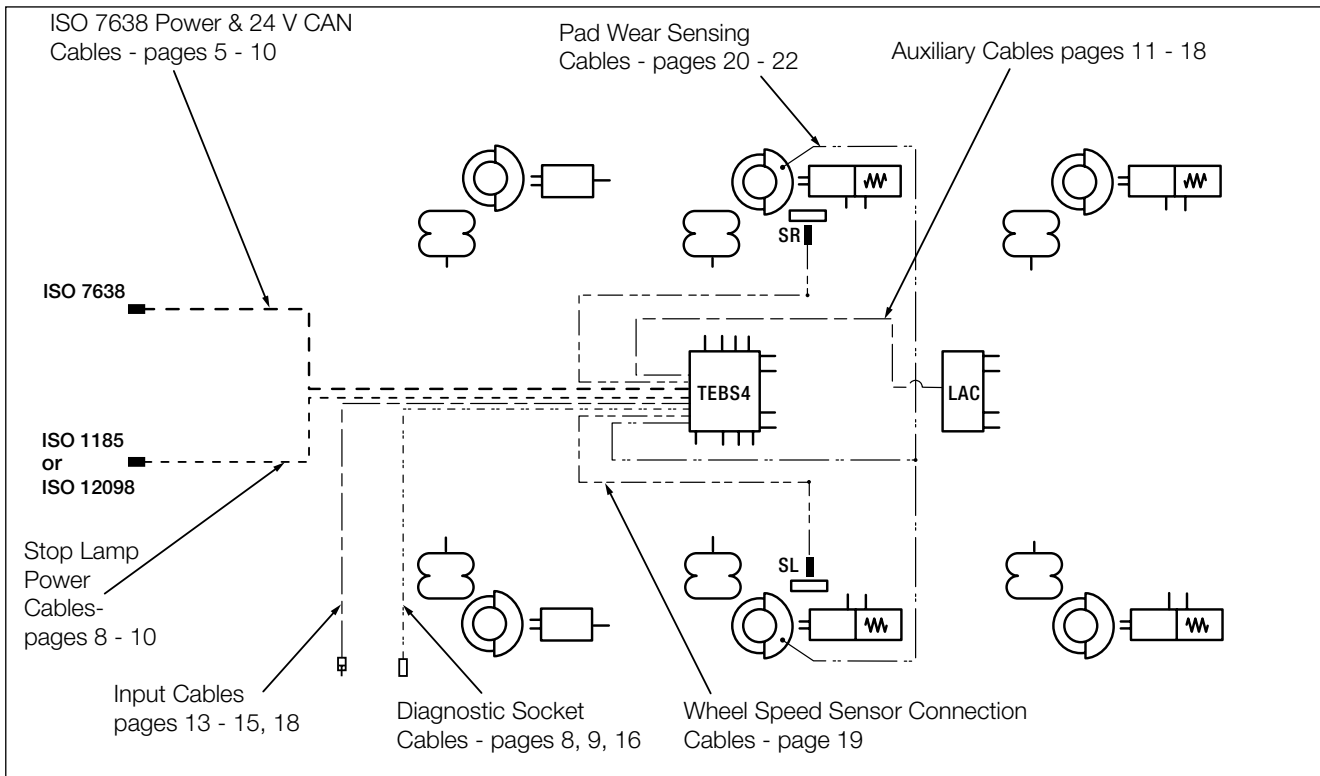 ISO 7638 Power & 24 V CAN
Cables - pages 5 - 10
Pad Wear Sensing
Cables - pages 20 - 22
Auxiliary Cables pages 11 - 18
SR
ISO 7638
TEBS4
LAC
ISO 1185
or
ISO 12098
Stop Lamp
Power
Cables-
pages 8 - 10
SL
Input Cables
pages 13 - 15, 18
Diagnostic Socket
Cables - pages 8, 9, 16
Wheel Speed Sensor Connection
Cables - page 19